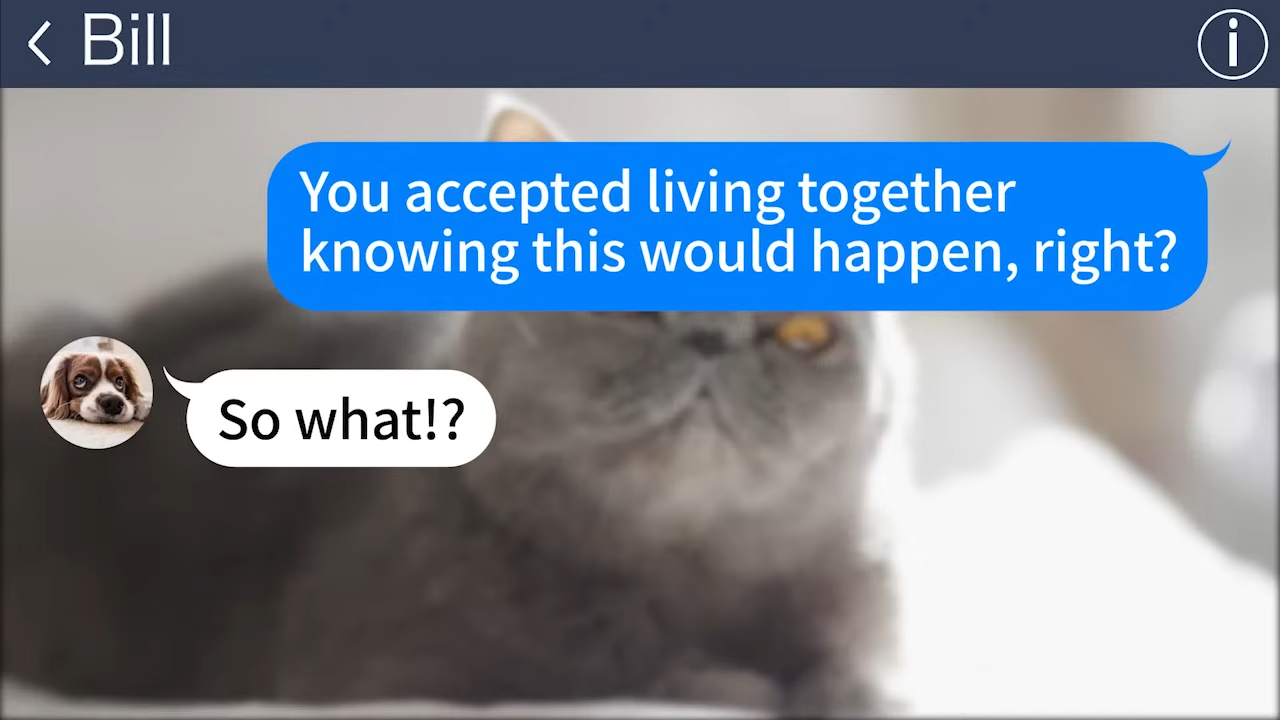 Bill
You accepted living together
knowing this would happen, right?
So what!?